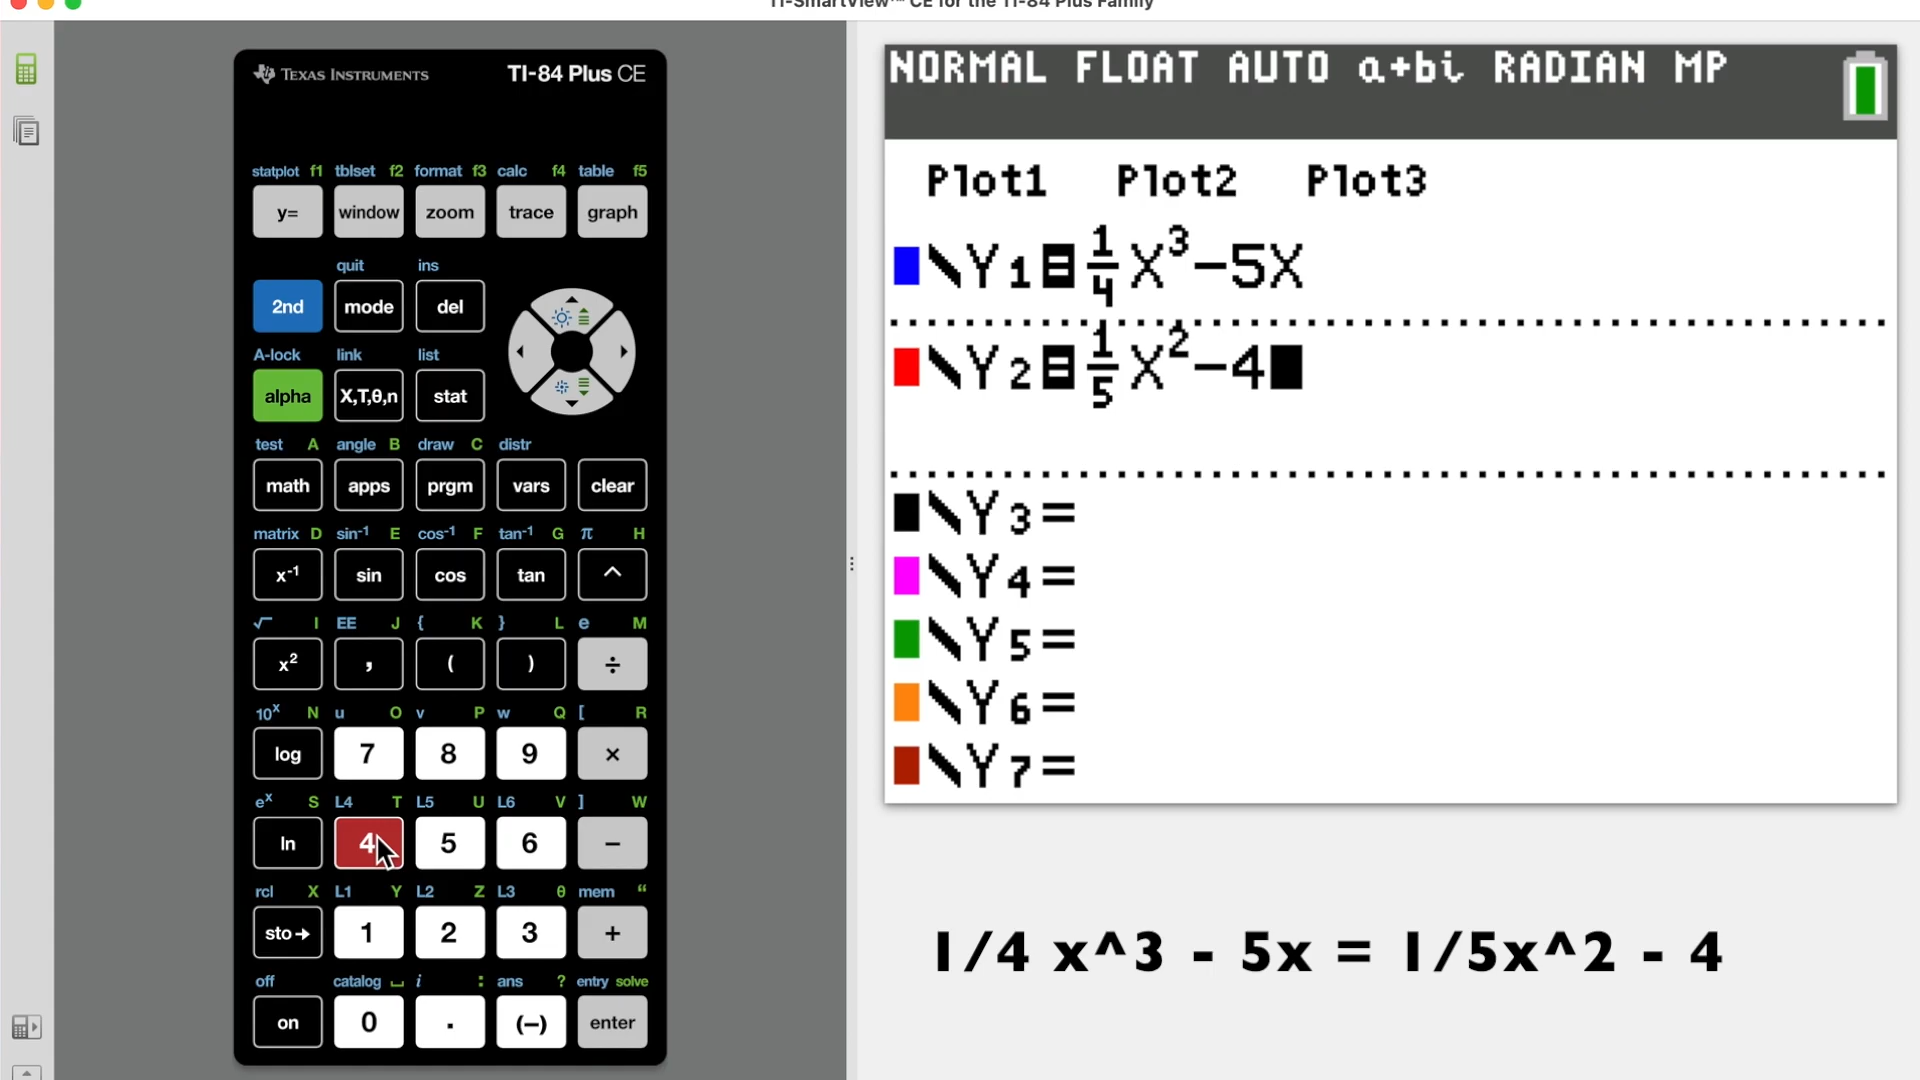 TI-SmartView™ CE for the TI-84 Plus Family
TEXAS INSTRUMENTS TI-84 Plus CE
statplot f1 tblset f2 format f3 calc f4 table f5
y= window zoom trace graph
quit ins
2nd mode del
A-lock link list
alpha X,T,θ,n stat
test A angle B draw C distr
math apps prgm vars clear
matrix D sin⁻¹ E cos⁻¹ F tan⁻¹ G π H
x⁻¹ sin cos tan ^
√ I EE J { K } L e M
x² , ( ) ÷
10ˣ N u O v P w Q [ R
log 7 8 9 ×
eˣ S L4 T L5 U L6 V ] W
ln 4 5 6 −
rcl X L1 Y L2 Z L3 θ mem “
sto→ 1 2 3 +
off catalog ⎵ i : ans ? entry solve
on 0 . (−) enter
NORMAL FLOAT AUTO a+bi RADIAN MP
Plot1 Plot2 Plot3
\Y1=1/4X³−5X
\Y2=1/5X²−4
\Y3=
\Y4=
\Y5=
\Y6=
\Y7=
1/4 x^3 - 5x = 1/5x^2 - 4